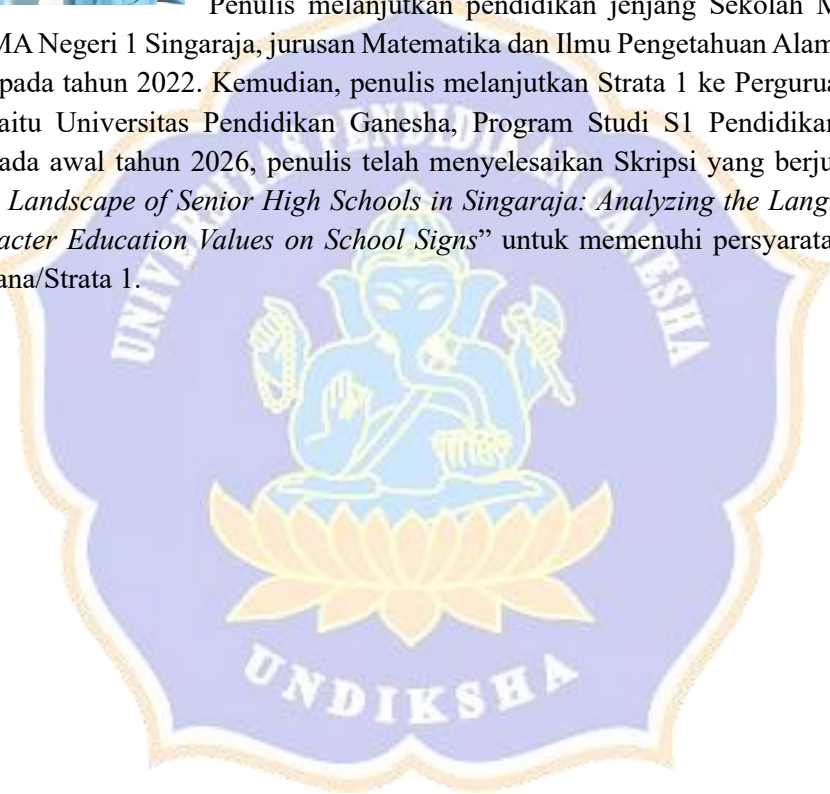 Penulis melanjutkan pendidikan jenjang Sekolah M
MA Negeri 1 Singaraja, jurusan Matematika dan Ilmu Pengetahuan Alam
pada tahun 2022. Kemudian, penulis melanjutkan Strata 1 ke Pergurua
aitu Universitas Pendidikan Ganesha, Program Studi S1 Pendidikan
ada awal tahun 2026, penulis telah menyelesaikan Skripsi yang berju
Landscape of Senior High Schools in Singaraja: Analyzing the Lang
acter Education Values on School Signs” untuk memenuhi persyarata
ana/Strata 1.
UNIVERSITAS PENDIDIKAN GANESHA
UNDIKSHA